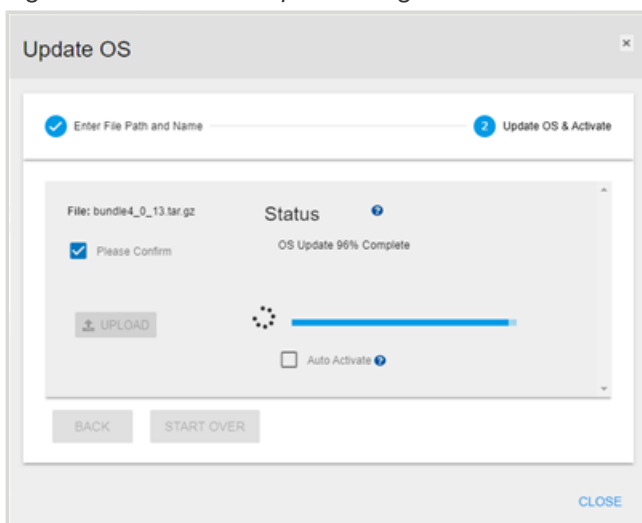 Update OS
Enter File Path and Name
2 Update OS & Activate
File: bundle4_0_13.tar.gz
Status ?
Please Confirm
OS Update 96% Complete
UPLOAD
Auto Activate ?
BACK START OVER
CLOSE